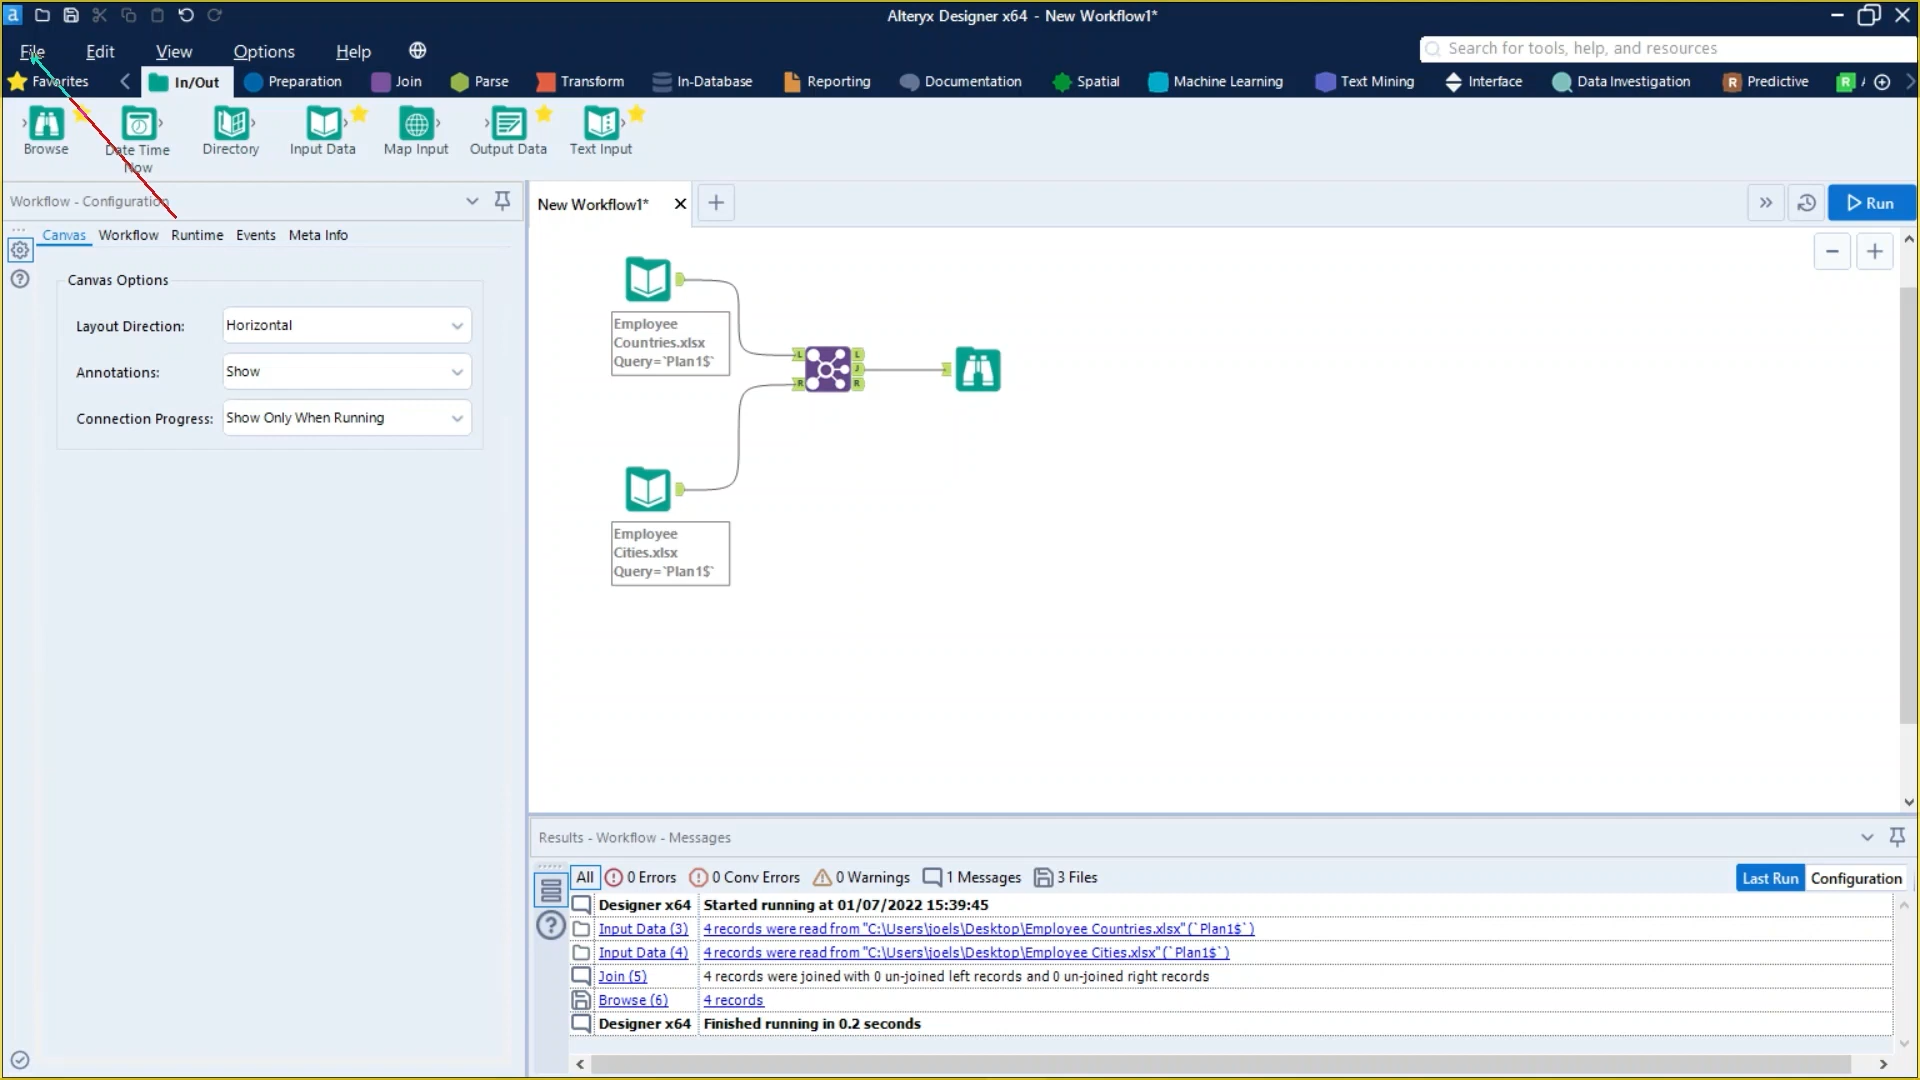 a
Alteryx Designer x64 - New Workflow1*
File Edit View Options Help
Search for tools, help, and resources
Favorites In/Out Preparation Join Parse Transform In-Database Reporting Documentation Spatial Machine Learning Text Mining Interface Data Investigation R Predictive R
Browse Date Time Now Directory Input Data Map Input Output Data Text Input
Workflow - Configuration
New Workflow1*
Run
Canvas Workflow Runtime Events Meta Info
Canvas Options
Layout Direction: Horizontal
Annotations: Show
Connection Progress: Show Only When Running
Employee
Countries.xlsx
Query=`Plan1$`
L L
J
R R
Employee
Cities.xlsx
Query=`Plan1$`
Results - Workflow - Messages
All 0 Errors 0 Conv Errors 0 Warnings 1 Messages 3 Files Last Run Configuration
Designer x64 Started running at 01/07/2022 15:39:45
Input Data (3) 4 records were read from "C:\Users\joels\Desktop\Employee Countries.xlsx" (`Plan1$`)
Input Data (4) 4 records were read from "C:\Users\joels\Desktop\Employee Cities.xlsx" (`Plan1$`)
Join (5) 4 records were joined with 0 un-joined left records and 0 un-joined right records
Browse (6) 4 records
Designer x64 Finished running in 0.2 seconds